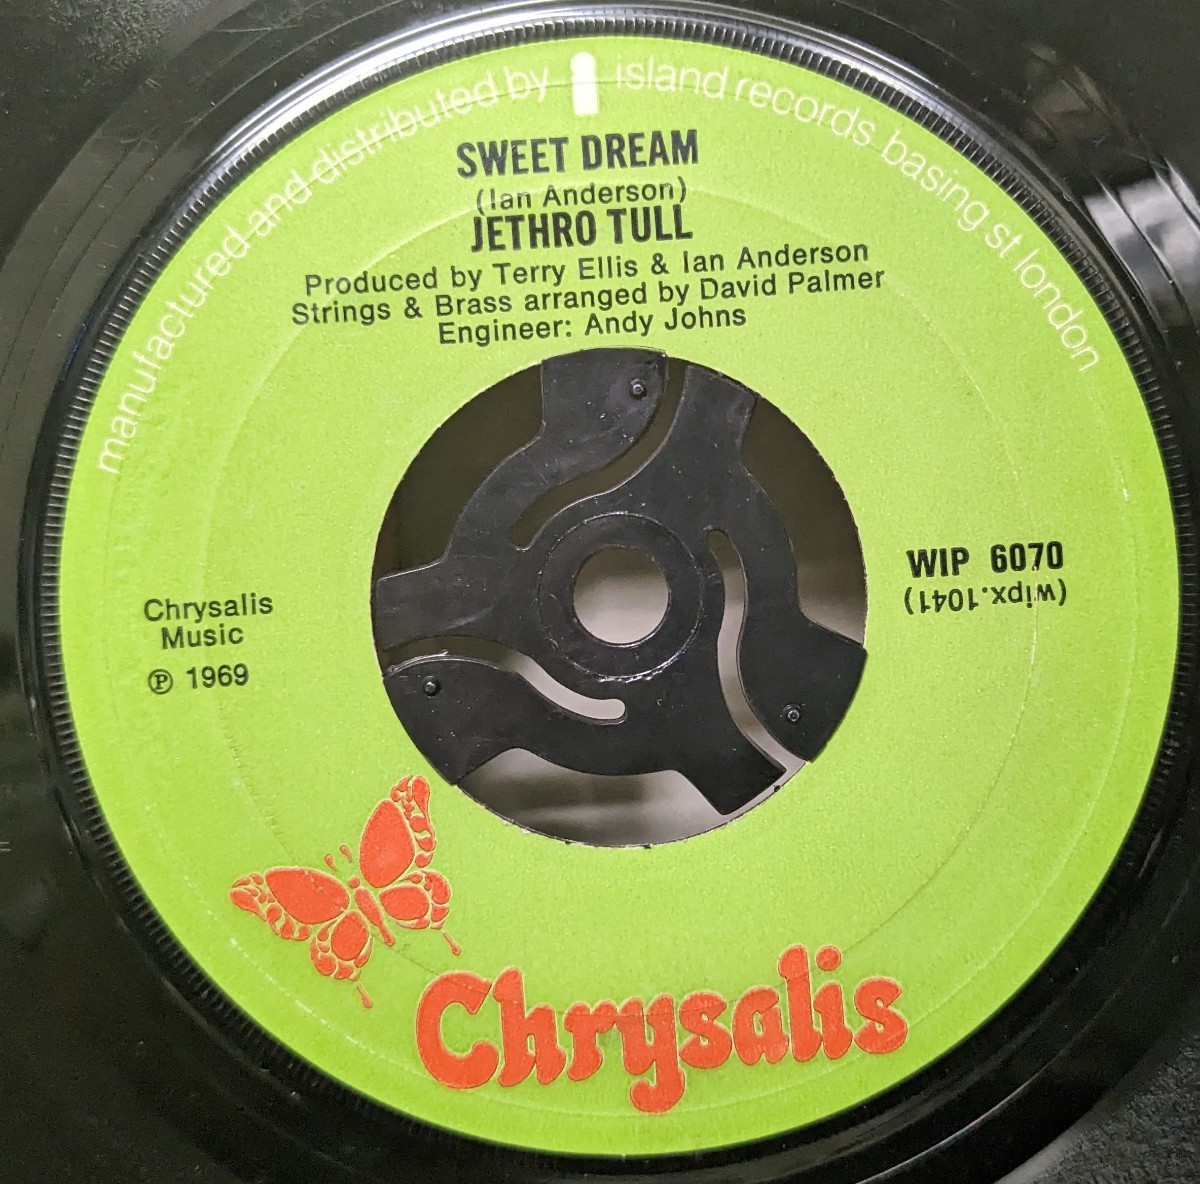 manufactured and distributed by island records basing st london
SWEET DREAM
(Ian Anderson)
JETHRO TULL
Produced by Terry Ellis & Ian Anderson
Strings & Brass arranged by David Palmer
Engineer: Andy Johns
WIP 6070
(wipx.1041)
Chrysalis
Music
℗ 1969
Chrysalis